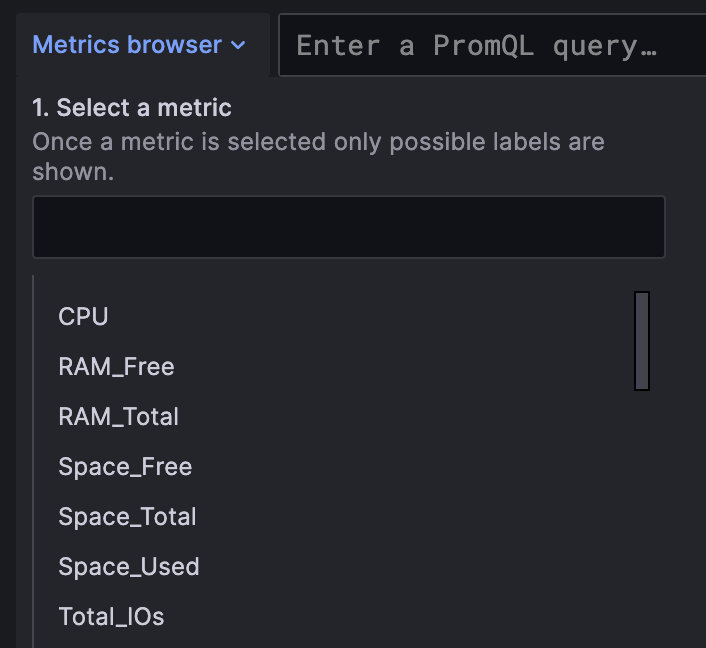 Metrics browser
Enter a PromQL query…
1. Select a metric
Once a metric is selected only possible labels are
shown.
CPU
RAM_Free
RAM_Total
Space_Free
Space_Total
Space_Used
Total_IOs